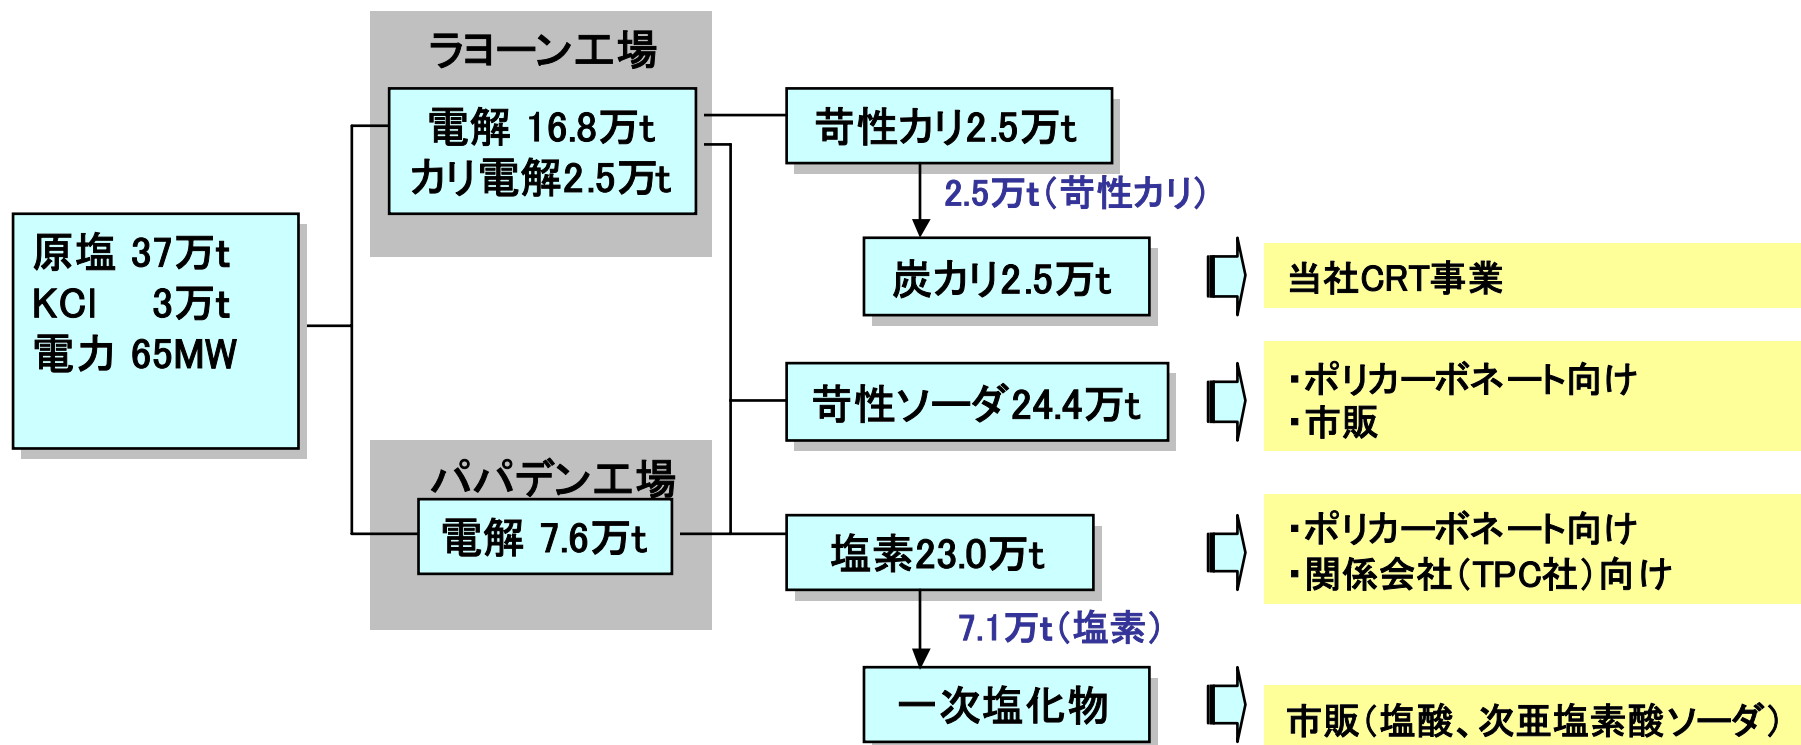 ラヨーン工場
電解 16.8万t
カリ電解2.5万t
苛性カリ2.5万t
2.5万t(苛性カリ)
原塩 37万t
KCl 3万t
電力 65MW
炭カリ2.5万t
当社CRT事業
苛性ソーダ24.4万t
・ポリカーボネート向け
・市販
パパデン工場
電解 7.6万t
塩素23.0万t
・ポリカーボネート向け
・関係会社(TPC社)向け
7.1万t(塩素)
一次塩化物
市販(塩酸、次亜塩素酸ソーダ)